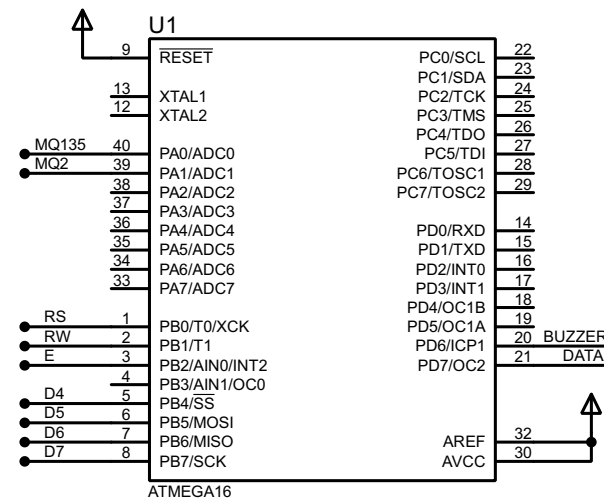 U1
9 RESET PC0/SCL 22
PC1/SDA 23
13 XTAL1 PC2/TCK 24
12 XTAL2 PC3/TMS 25
PC4/TDO 26
MQ135 40 PA0/ADC0 PC5/TDI 27
MQ2 39 PA1/ADC1 PC6/TOSC1 28
38 PA2/ADC2 PC7/TOSC2 29
37 PA3/ADC3
36 PA4/ADC4 PD0/RXD 14
35 PA5/ADC5 PD1/TXD 15
34 PA6/ADC6 PD2/INT0 16
33 PA7/ADC7 PD3/INT1 17
PD4/OC1B 18
RS 1 PB0/T0/XCK PD5/OC1A 19
RW 2 PB1/T1 PD6/ICP1 20 BUZZER
E 3 PB2/AIN0/INT2 PD7/OC2 21 DATA
4 PB3/AIN1/OC0
D4 5 PB4/SS
D5 6 PB5/MOSI
D6 7 PB6/MISO AREF 32
D7 8 PB7/SCK AVCC 30
ATMEGA16